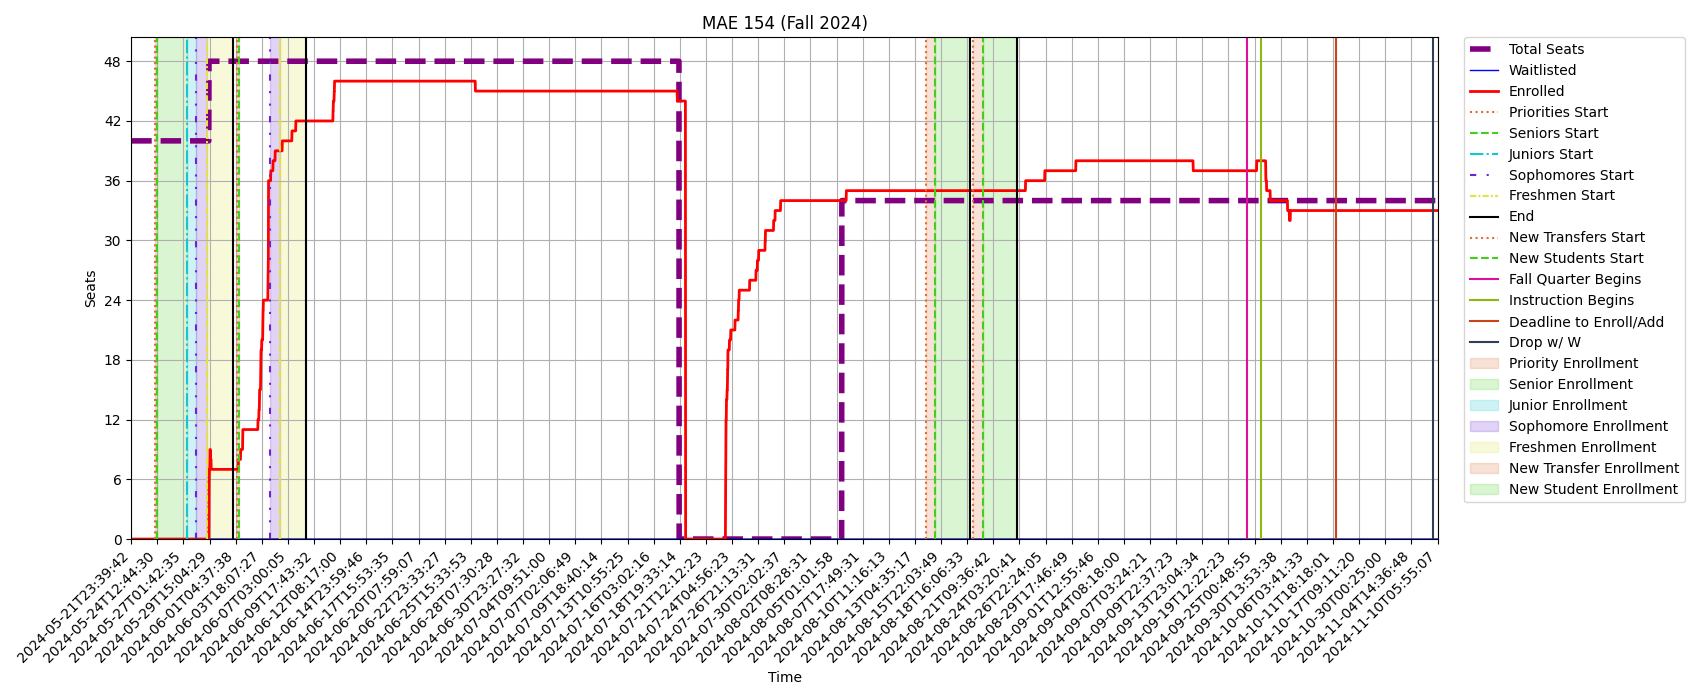 MAE 154 (Fall 2024)
48
42
36
30
24
18
12
6
0
Seats
2024-05-21T23:39:42
2024-05-24T12:44:30
2024-05-27T01:42:35
2024-05-29T15:04:29
2024-06-01T04:37:38
2024-06-03T18:07:27
2024-06-07T03:00:05
2024-06-09T17:43:32
2024-06-12T08:17:00
2024-06-14T23:59:46
2024-06-17T15:53:35
2024-06-20T07:59:07
2024-06-22T23:33:27
2024-06-25T15:33:53
2024-06-28T07:30:28
2024-06-30T23:27:32
2024-07-04T09:51:00
2024-07-07T02:06:49
2024-07-09T18:40:14
2024-07-13T10:55:25
2024-07-16T03:02:16
2024-07-18T19:33:14
2024-07-21T12:12:23
2024-07-24T04:56:23
2024-07-26T21:13:31
2024-07-30T02:02:37
2024-08-02T08:28:31
2024-08-05T01:01:58
2024-08-07T17:49:31
2024-08-10T11:16:13
2024-08-13T04:35:17
2024-08-15T22:03:49
2024-08-18T16:06:33
2024-08-21T09:36:42
2024-08-24T03:20:41
2024-08-26T22:24:05
2024-08-29T17:46:49
2024-09-01T12:55:46
2024-09-04T08:18:00
2024-09-07T03:24:21
2024-09-09T22:37:23
2024-09-13T23:04:34
2024-09-19T12:22:23
2024-09-25T00:48:55
2024-09-30T13:53:38
2024-10-06T03:41:33
2024-10-11T18:18:01
2024-10-17T09:11:20
2024-10-30T00:25:00
2024-11-04T14:36:48
2024-11-10T05:55:07
Time
Total Seats
Waitlisted
Enrolled
Priorities Start
Seniors Start
Juniors Start
Sophomores Start
Freshmen Start
End
New Transfers Start
New Students Start
Fall Quarter Begins
Instruction Begins
Deadline to Enroll/Add
Drop w/ W
Priority Enrollment
Senior Enrollment
Junior Enrollment
Sophomore Enrollment
Freshmen Enrollment
New Transfer Enrollment
New Student Enrollment